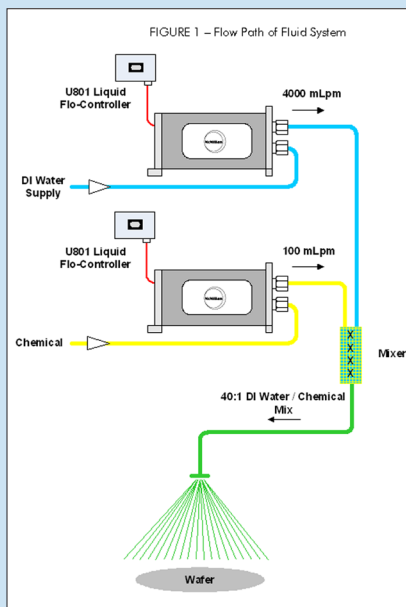 FIGURE 1 – Flow Path of Fluid System
U801 Liquid
Flo-Controller
4000 mLpm
DI Water
Supply
U801 Liquid
Flo-Controller
100 mLpm
Chemical
X
X
X
X
Mixer
40:1 DI Water / Chemical
Mix
Wafer